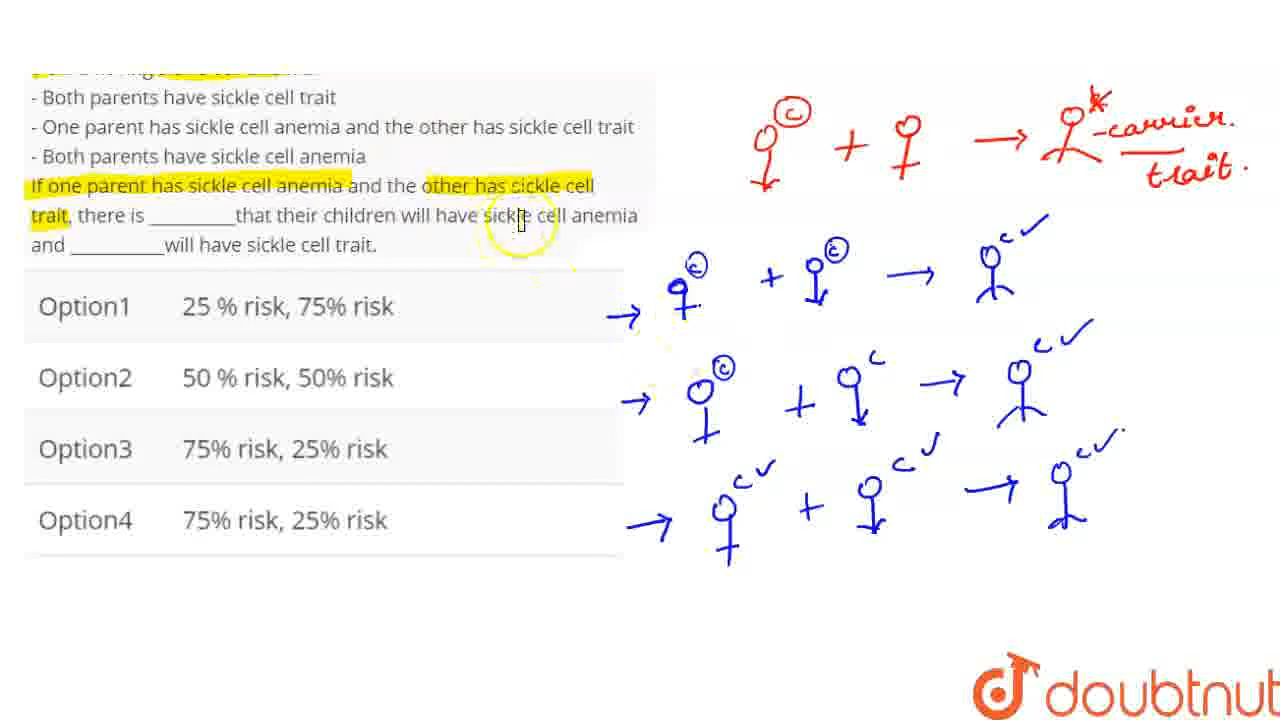 - Both parents have sickle cell trait
- One parent has sickle cell anemia and the other has sickle cell trait
- Both parents have sickle cell anemia
If one parent has sickle cell anemia and the other has sickle cell
trait, there is __________that their children will have sickle cell anemia
and ___________will have sickle cell trait.
Option1 25 % risk, 75% risk
Option2 50 % risk, 50% risk
Option3 75% risk, 25% risk
Option4 75% risk, 25% risk
c + → -carrier.
trait.
→ c + c → c ✓
→ c + c → c ✓
→ c ✓ + c ✓ → c ✓
doubtnut